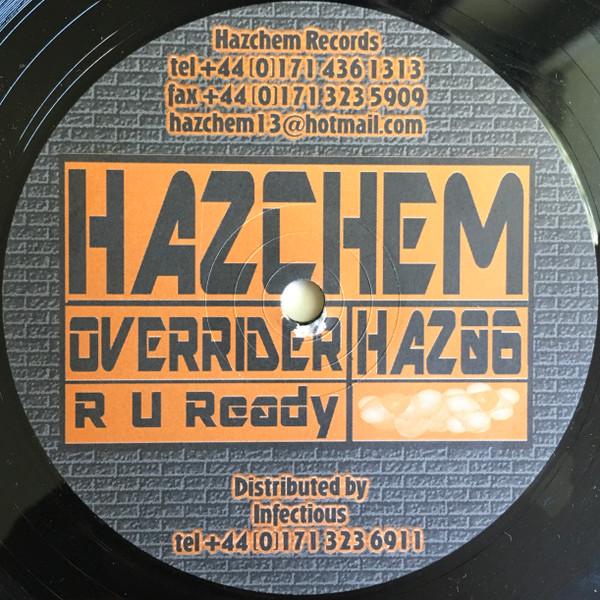 Hazchem Records
tel +44 (0)171 436 1313
fax +44 (0)171 323 5909
hazchem13@hotmail.com
HAZCHEM
OVERRIDER HAZ06
R U Ready
Distributed by
Infectious
tel +44 (0)171 323 6911